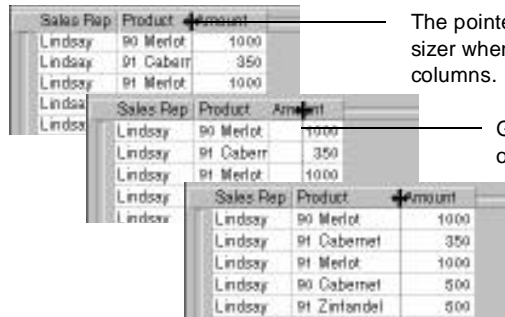 Sales Rep Product Amount
Lindsay 90 Merlot 1000
Lindsay 91 Caberr 350
Lindsay 91 Merlot 1000
Lindsa
Lindsa
The pointe
sizer wher
columns.
Sales Rep Product Amount
Lindsay 90 Merlot 1000
Lindsay 91 Caberr 350
Lindsay 91 Merlot 1000
Lindsay
Lindsay
G
o
Sales Rep Product Amount
Lindsay 90 Merlot 1000
Lindsay 91 Cabernet 350
Lindsay 91 Merlot 1000
Lindsay 90 Cabernet 500
Lindsay 91 Zinfandel 500